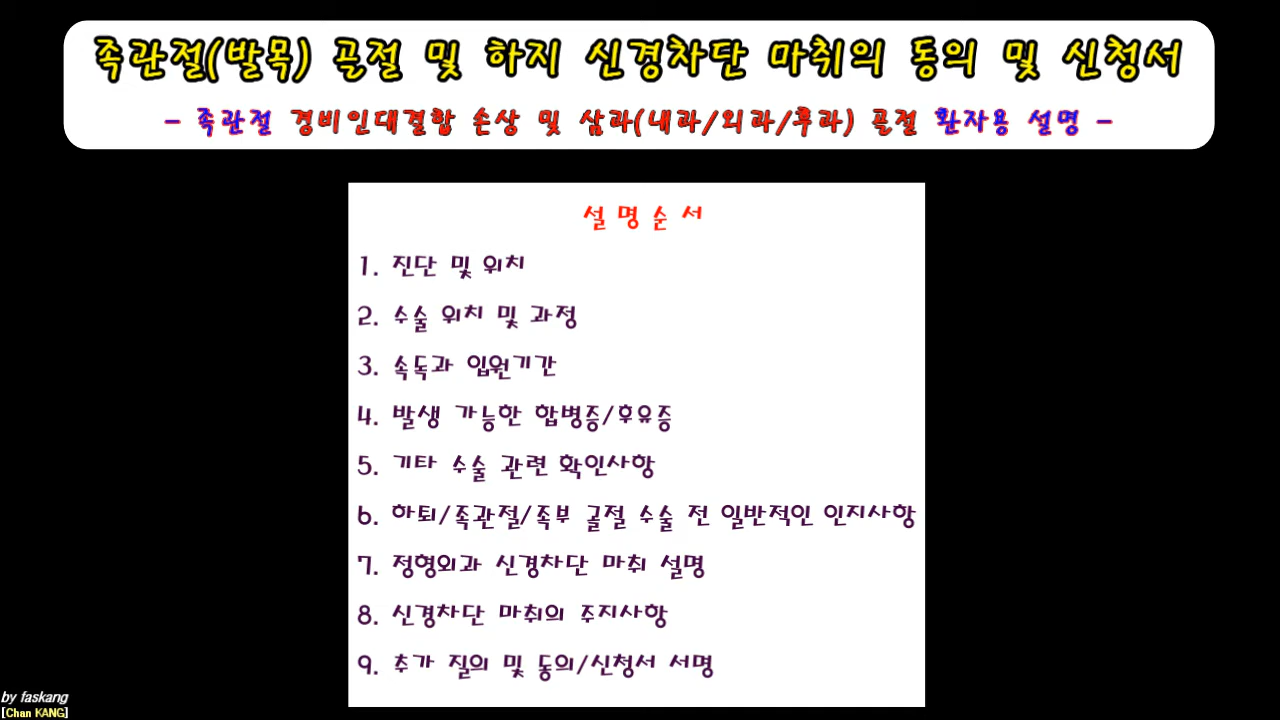 족관절(발목) 골절 및 하지 신경차단 마취의 동의 및 신청서
- 족관절 경비인대결합 손상 및 삼과(내과/외과/후과) 골절 환자용 설명 -
설명순서
1. 진단 및 위치
2. 수술 위치 및 과정
3. 속독과 입원기간
4. 발생 가능한 합병증/후유증
5. 기타 수술 관련 확인사항
6. 하퇴/족관절/족부 골절 수술 전 일반적인 인지사항
7. 정형외과 신경차단 마취 설명
8. 신경차단 마취의 주지사항
9. 추가 질의 및 동의/신청서 서명
by faskang
[Chan KANG]